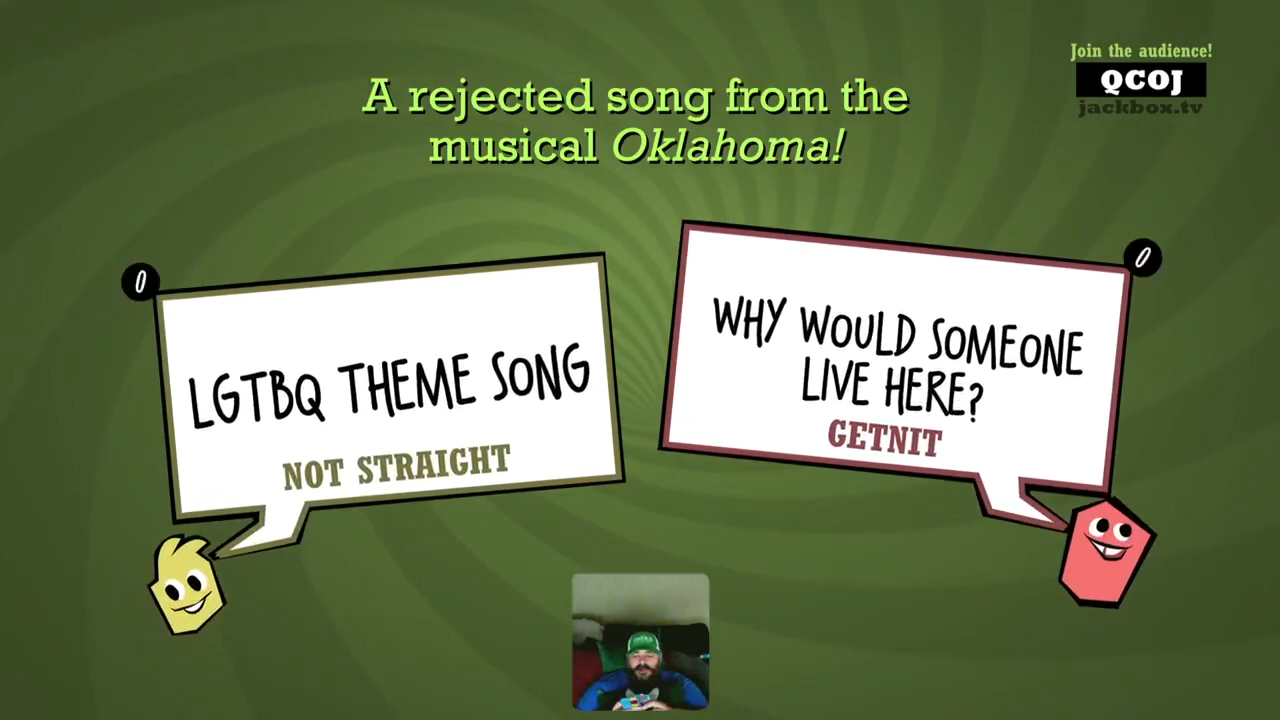 Join the audience!
QCOJ
jackbox.tv
A rejected song from the
musical Oklahoma!
0
LGTBQ THEME SONG
NOT STRAIGHT
0
WHY WOULD SOMEONE
LIVE HERE?
GETNIT